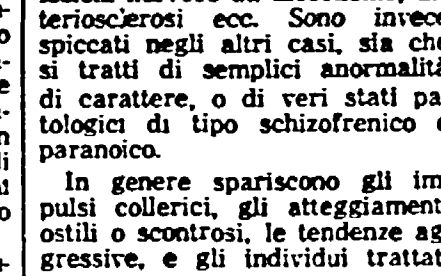 teriosclerosi ecc. Sono invece
spiccati negli altri casi, sia che
si tratti di semplici anormalità
di carattere, o di veri stati pa-
tologici di tipo schizofrenico
paranoico.
In genere spariscono gli im
pulsi collerici, gli atteggiament
ostili o scontrosi, le tendenze ag
gressive, e gli individui trattat